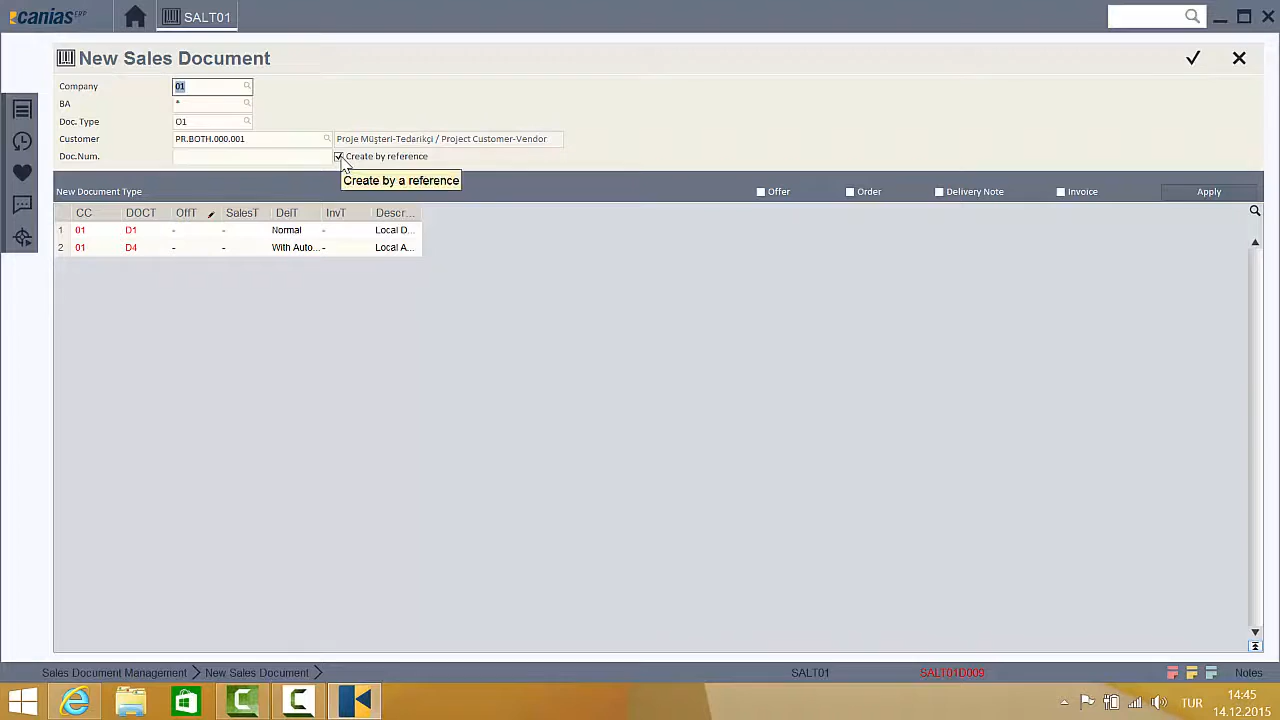 canias ERP
SALT01
New Sales Document
Company 01
BA *
Doc. Type O1
Customer PR.BOTH.000.001 Proje Müşteri-Tedarikçi / Project Customer-Vendor
Doc.Num. Create by reference
Create by a reference
New Document Type Offer Order Delivery Note Invoice Apply
CC DOCT OffT SalesT DelT InvT Descr...
1 01 D1 - - Normal - Local D...
2 01 D4 - - With Auto... - Local A...
Sales Document Management New Sales Document SALT01 SALT01D009 Notes
TUR 14:45
14.12.2015